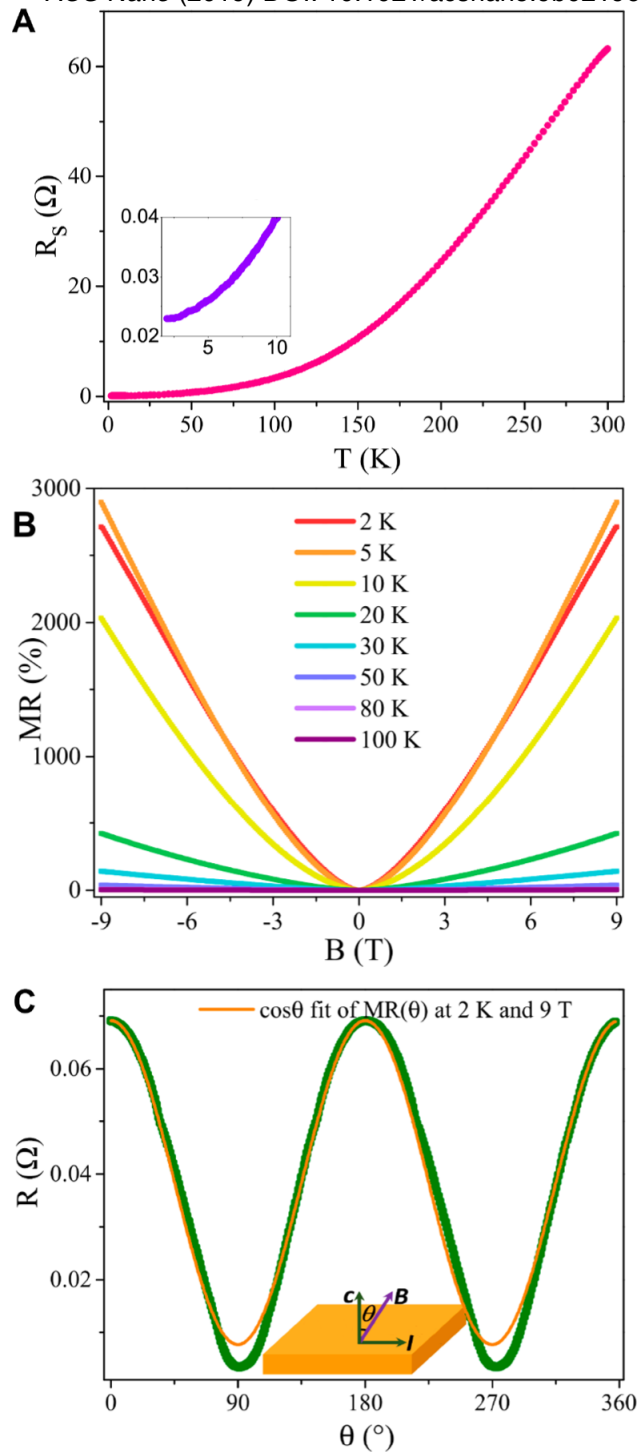 A
60
40
20
0
R_S (Ω)
0.04
0.03
0.02
5 10
0 50 100 150 200 250 300
T (K)
B
3000
2000
1000
0
MR (%)
2 K
5 K
10 K
20 K
30 K
50 K
80 K
100 K
-9 -6 -3 0 3 6 9
B (T)
C
cosθ fit of MR(θ) at 2 K and 9 T
0.06
0.04
0.02
R (Ω)
c B
θ
I
0 90 180 270 360
θ (°)